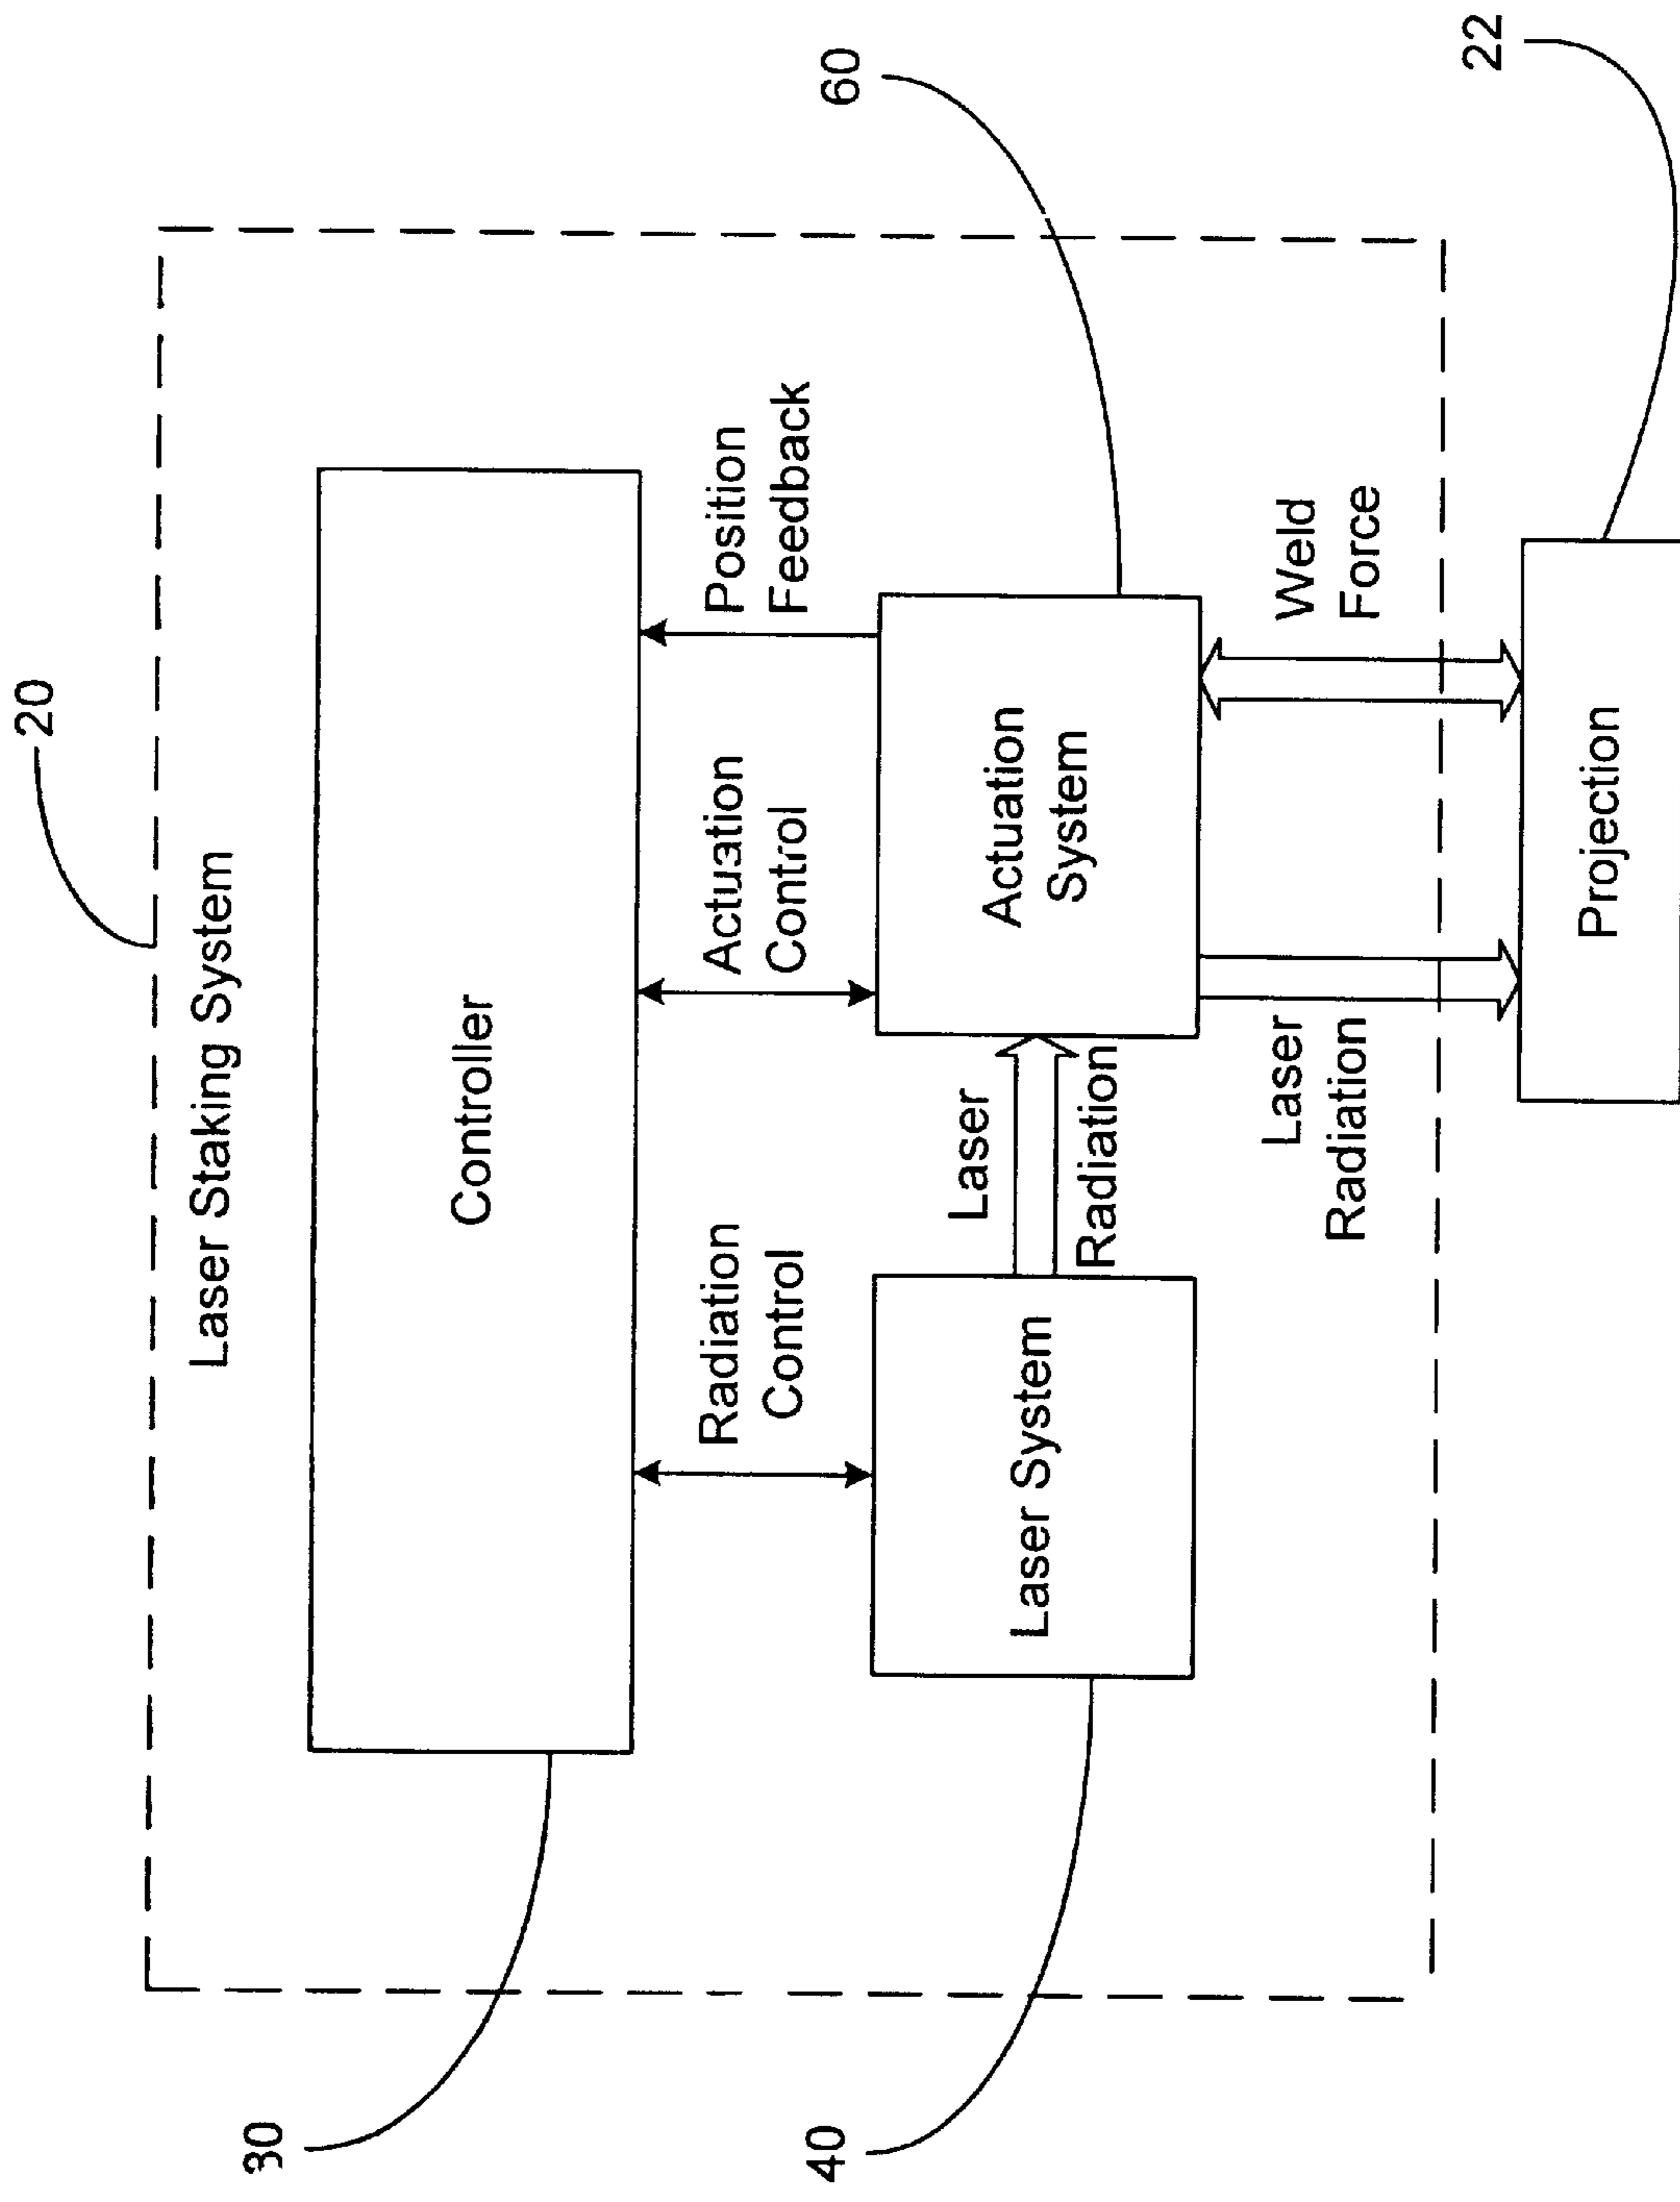 20
Laser Staking System
Controller
Radiation
Control
Actuation
Control
Position
Feedback
40
60
Laser System
Laser
Radiation
Actuation
System
Laser
Radiation
Weld
Force
22
Projection